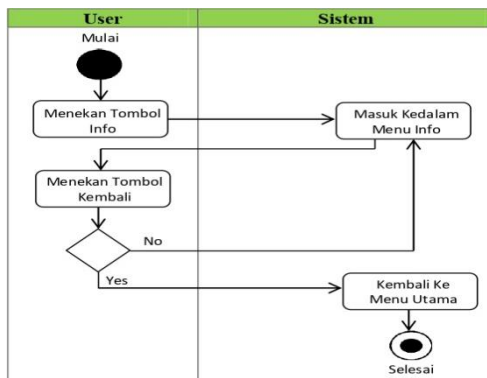 User
Sistem
Mulai
Menekan Tombol
Info
Masuk Kedalam
Menu Info
Menekan Tombol
Kembali
No
Yes
Kembali Ke
Menu Utama
Selesai